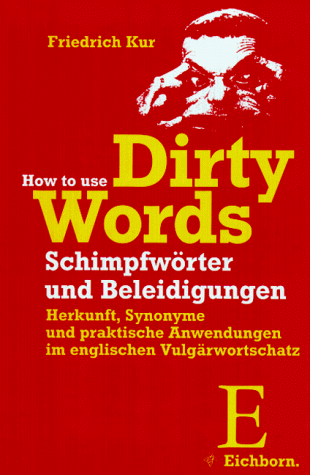 Friedrich Kur
How to use Dirty
Words
Schimpfwörter
und Beleidigungen
Herkunft, Synonyme
und praktische Anwendungen
im englischen Vulgärwortschatz
E
Eichborn.